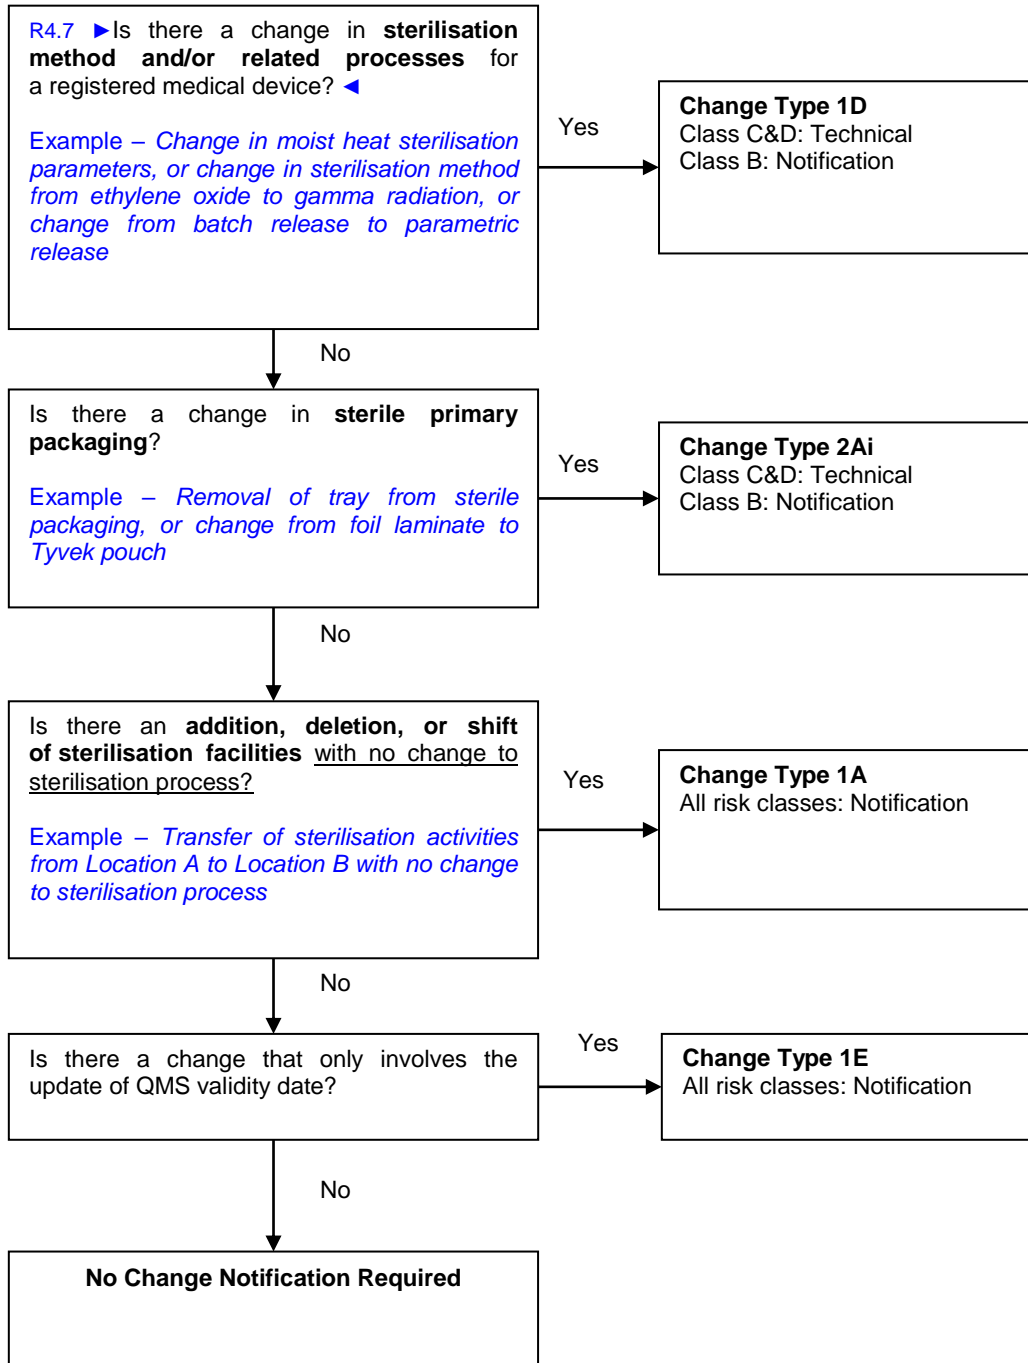 R4.7 ►Is there a change in sterilisation
method and/or related processes for
a registered medical device? ◄
Example – Change in moist heat sterilisation
parameters, or change in sterilisation method
from ethylene oxide to gamma radiation, or
change from batch release to parametric
release
Yes
Change Type 1D
Class C&D: Technical
Class B: Notification
No
Is there a change in sterile primary
packaging?
Example – Removal of tray from sterile
packaging, or change from foil laminate to
Tyvek pouch
Yes
Change Type 2Ai
Class C&D: Technical
Class B: Notification
No
Is there an addition, deletion, or shift
of sterilisation facilities with no change to
sterilisation process?
Example – Transfer of sterilisation activities
from Location A to Location B with no change
to sterilisation process
Yes
Change Type 1A
All risk classes: Notification
No
Is there a change that only involves the
update of QMS validity date?
Yes
Change Type 1E
All risk classes: Notification
No
No Change Notification Required